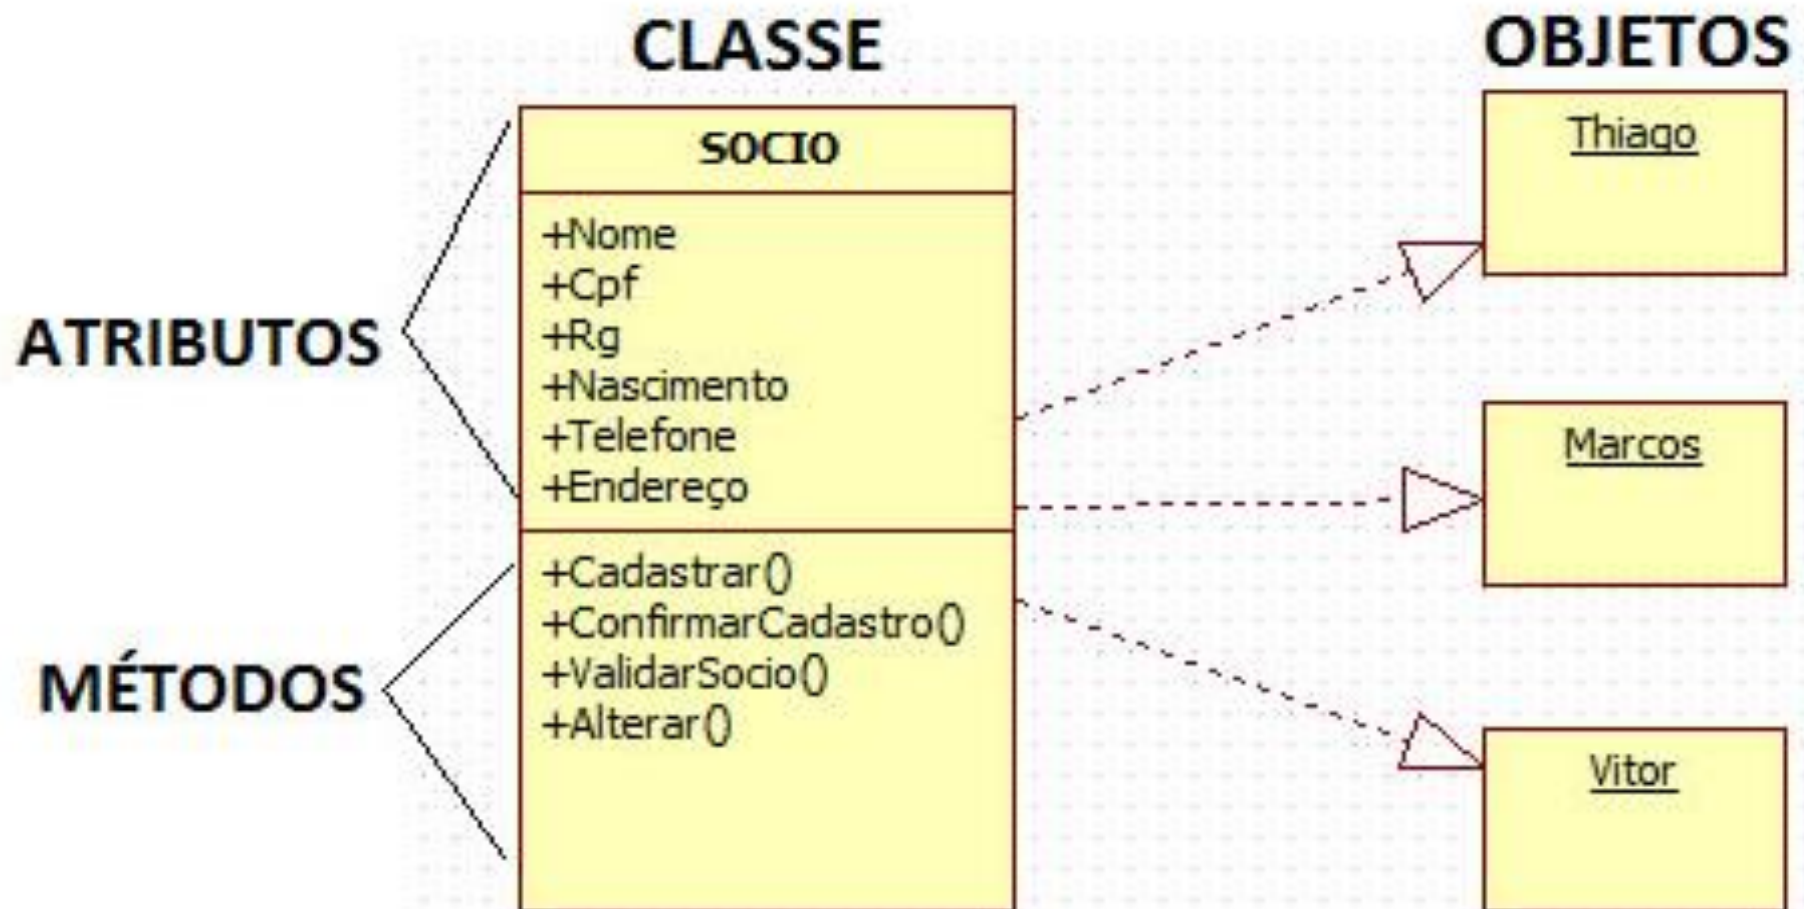 CLASSE
OBJETOS
SOCIO
+Nome
+Cpf
+Rg
+Nascimento
+Telefone
+Endereço
+Cadastrar()
+ConfirmarCadastro()
+ValidarSocio()
+Alterar()
ATRIBUTOS
MÉTODOS
Thiago
Marcos
Vitor